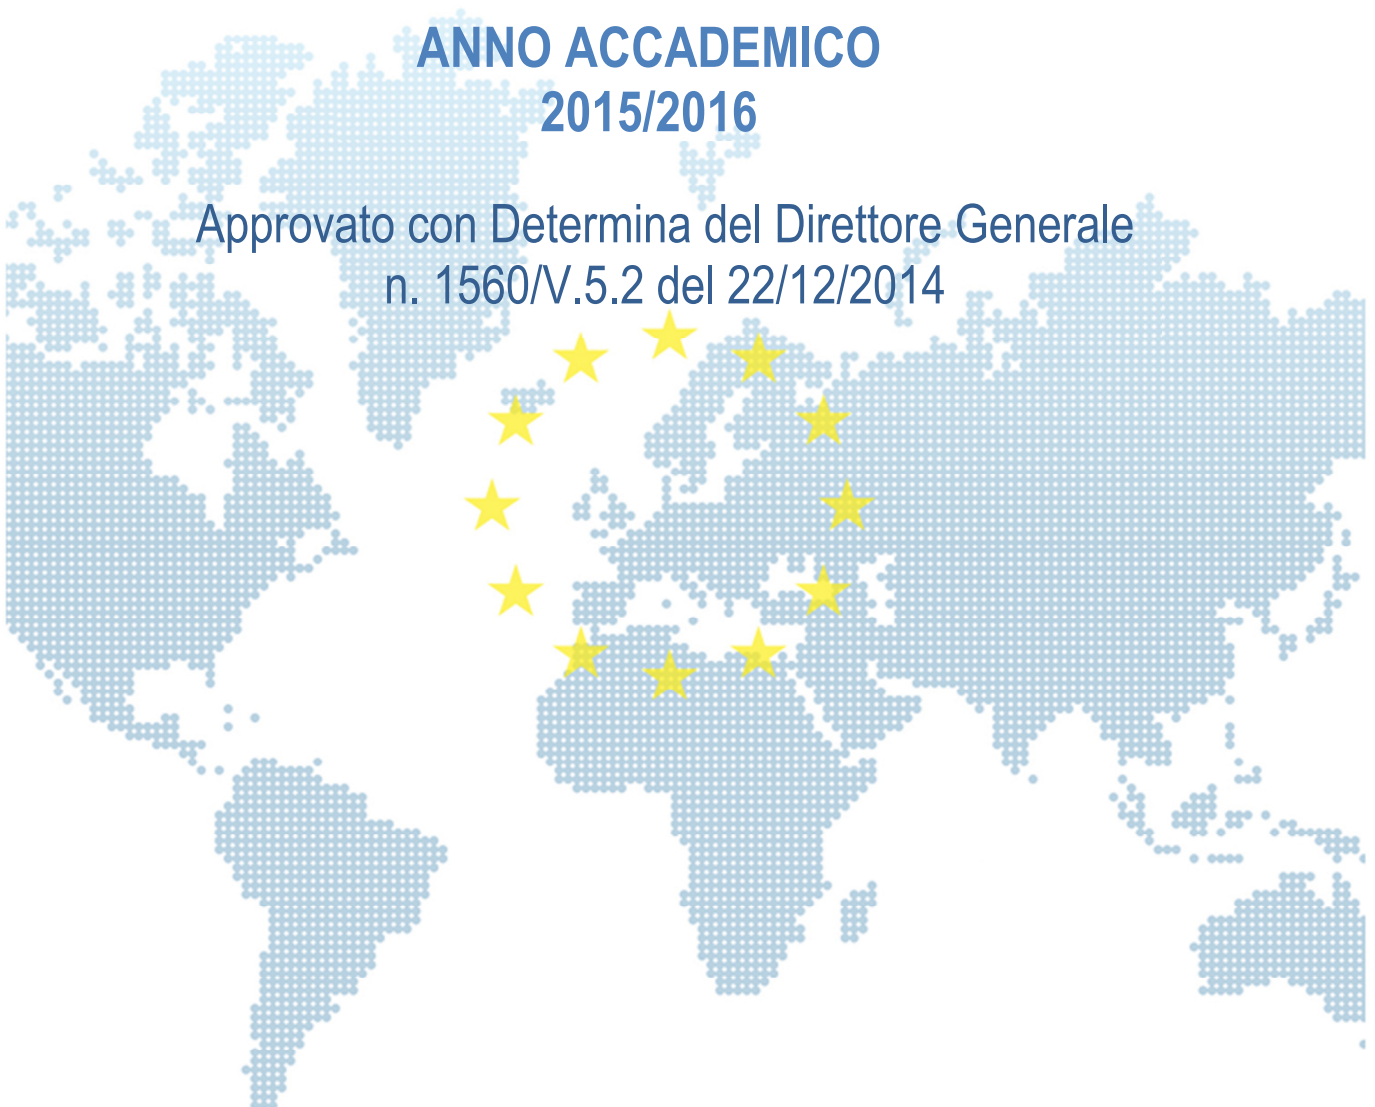 ANNO ACCADEMICO
2015/2016
Approvato con Determina del Direttore Generale
n. 1560/V.5.2 del 22/12/2014